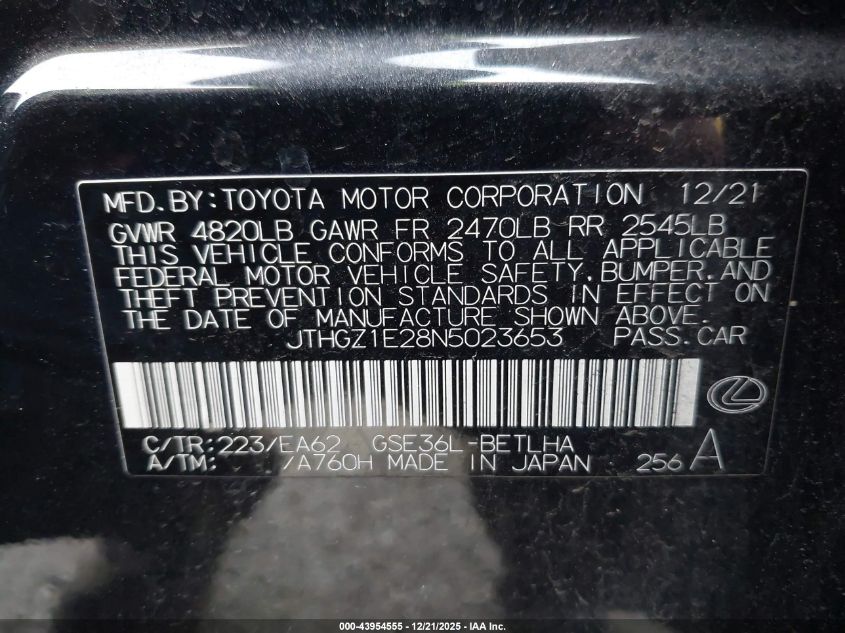 MFD. BY: TOYOTA MOTOR CORPORATION 12/21
GVWR 4820LB GAWR FR 2470LB RR 2545LB
THIS VEHICLE CONFORMS TO ALL APPLICABLE
FEDERAL MOTOR VEHICLE SAFETY, BUMPER, AND
THEFT PREVENTION STANDARDS IN EFFECT ON
THE DATE OF MANUFACTURE SHOWN ABOVE.
JTHGZ1E28N5023653 PASS. CAR
C/TR: 223/EA62 GSE36L-BETLHA
A/TM: /A760H MADE IN JAPAN 256 A
000-43954555 - 12/21/2025 - IAA Inc.